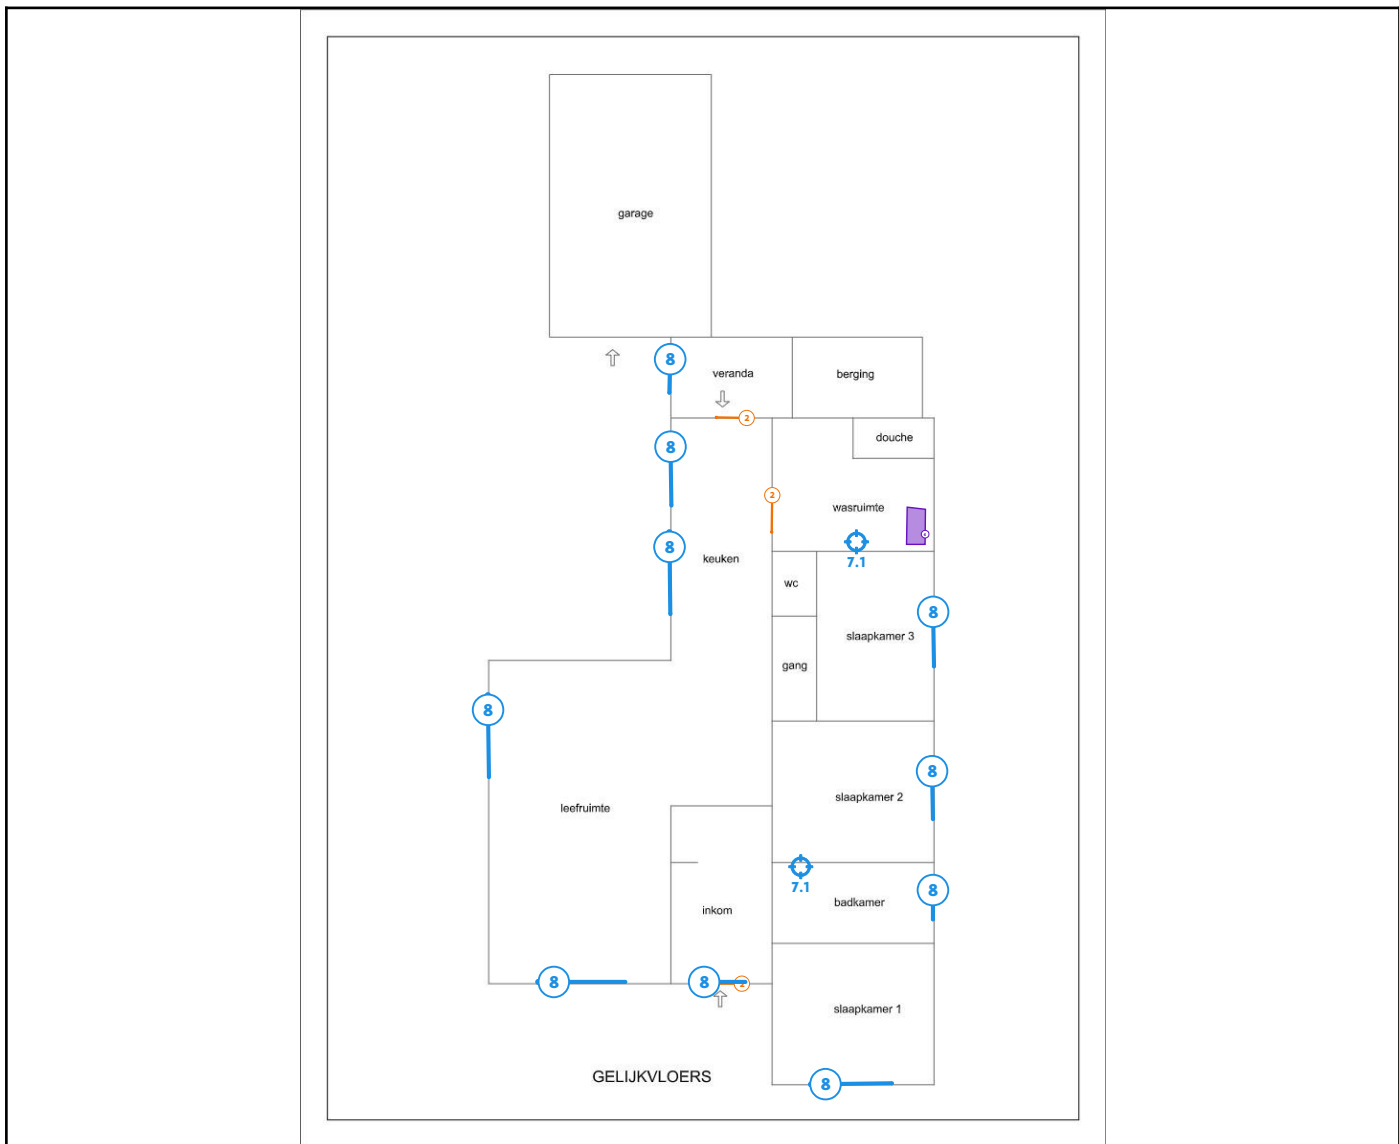 garage
8
veranda
berging
2
8
douche
2
wasruimte
8
keuken
7.1
wc
8
slaapkamer 3
gang
8
8
slaapkamer 2
leefruimte
7.1
8
badkamer
inkom
8
8
2
slaapkamer 1
GELIJKVLOERS
8